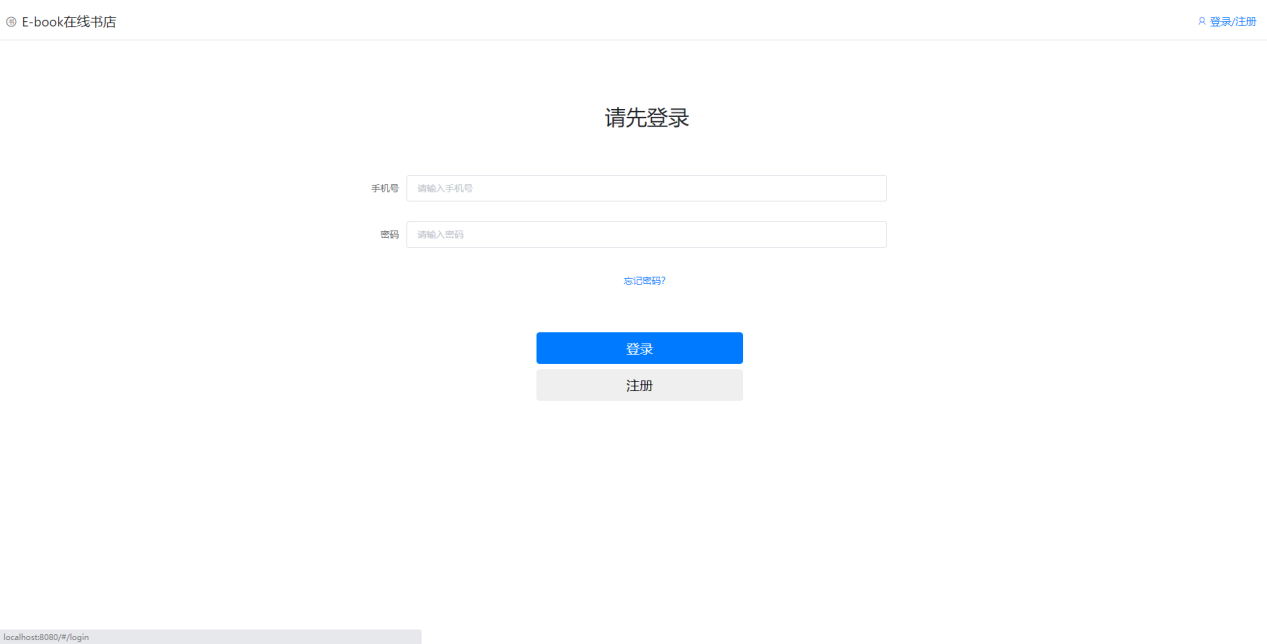 E-book在线书店
登录/注册
请先登录
手机号 请输入手机号
密码 请输入密码
忘记密码?
登录
注册
localhost:8080/#/login